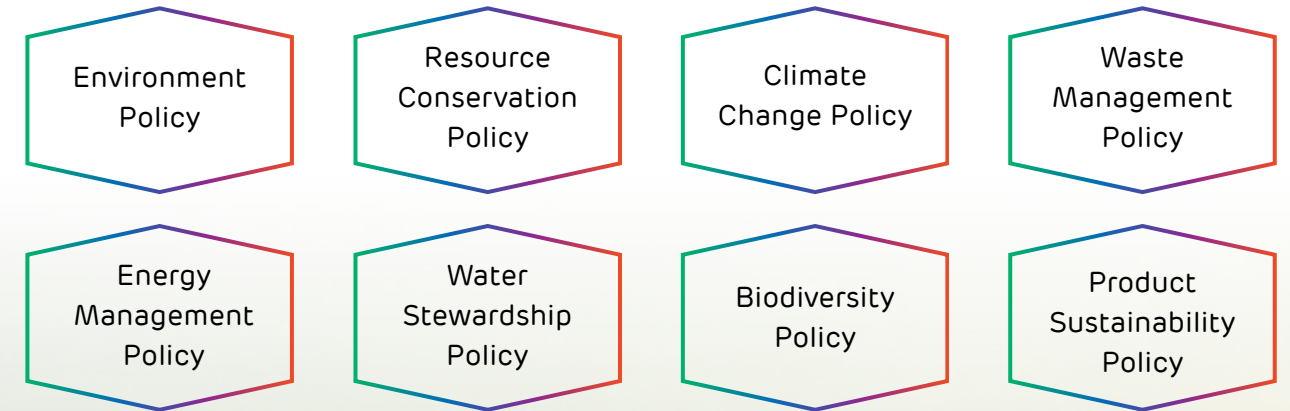 Environment
Policy
Resource
Conservation
Policy
Climate
Change Policy
Waste
Management
Policy
Energy
Management
Policy
Water
Stewardship
Policy
Biodiversity
Policy
Product
Sustainability
Policy